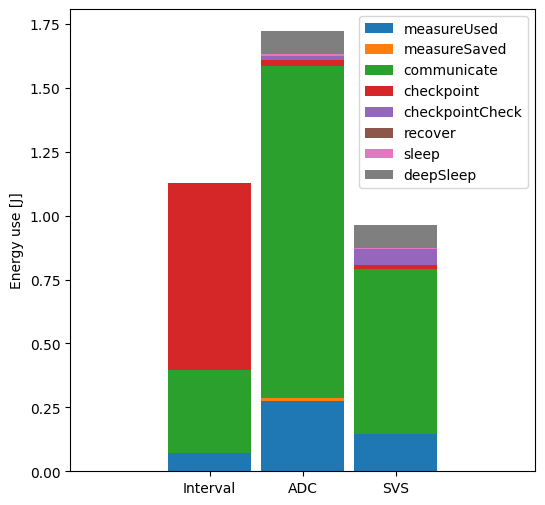 Energy use [J]
1.75
1.50
1.25
1.00
0.75
0.50
0.25
0.00
measureUsed
measureSaved
communicate
checkpoint
checkpointCheck
recover
sleep
deepSleep
Interval
ADC
SVS